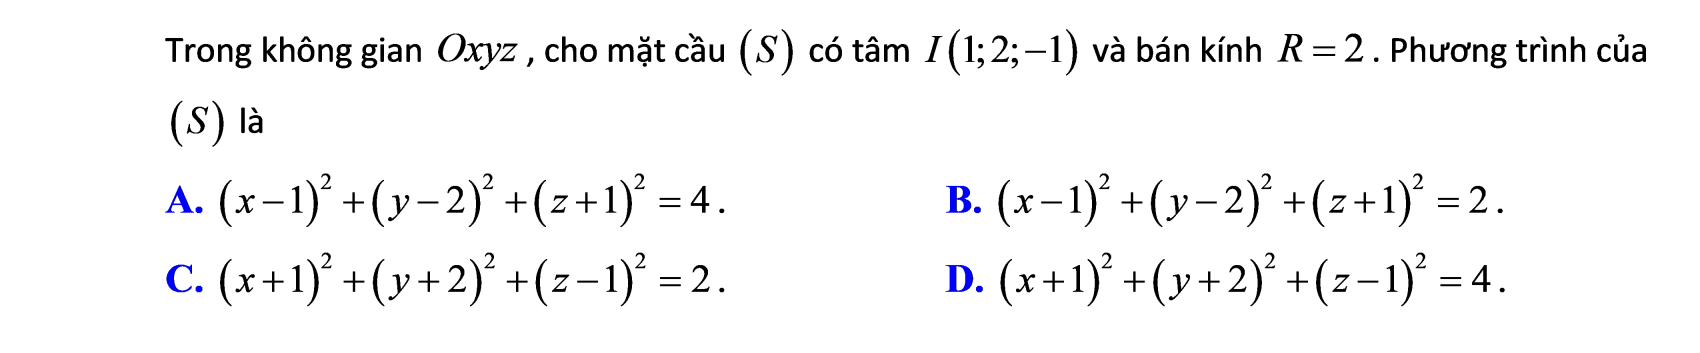 Trong không gian Oxyz , cho mặt cầu (S) có tâm I(1;2;−1) và bán kính R = 2 . Phương trình của
(S) là
A. (x−1)² + (y−2)² + (z+1)² = 4 . B. (x−1)² + (y−2)² + (z+1)² = 2 .
C. (x+1)² + (y+2)² + (z−1)² = 2 . D. (x+1)² + (y+2)² + (z−1)² = 4 .